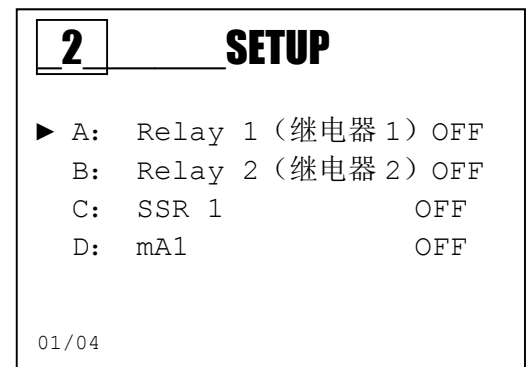 2 SETUP
► A: Relay 1（继电器1）OFF
B: Relay 2（继电器2）OFF
C: SSR 1 OFF
D: mA1 OFF
01/04